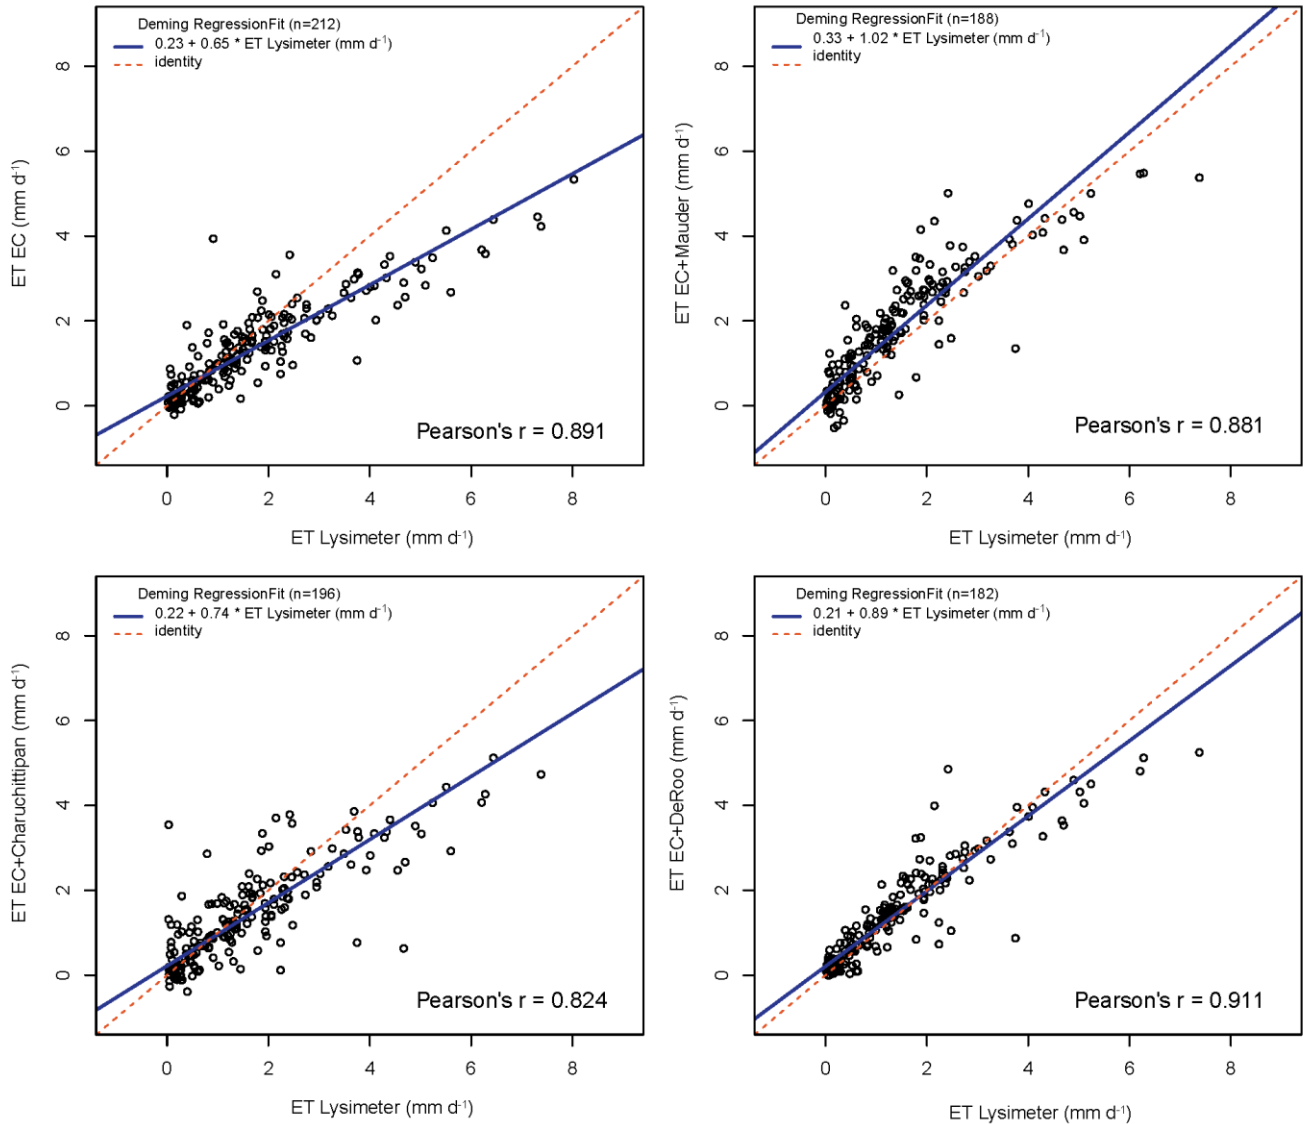 Deming RegressionFit (n=212)
0.23 + 0.65 * ET Lysimeter (mm d⁻¹)
identity
ET EC (mm d⁻¹)
8
6
4
2
0
Pearson's r = 0.891
0 2 4 6 8
ET Lysimeter (mm d⁻¹)
Deming RegressionFit (n=188)
0.33 + 1.02 * ET Lysimeter (mm d⁻¹)
identity
ET EC+Mauder (mm d⁻¹)
8
6
4
2
0
Pearson's r = 0.881
0 2 4 6 8
ET Lysimeter (mm d⁻¹)
Deming RegressionFit (n=196)
0.22 + 0.74 * ET Lysimeter (mm d⁻¹)
identity
ET EC+Charuchittipan (mm d⁻¹)
8
6
4
2
0
Pearson's r = 0.824
0 2 4 6 8
ET Lysimeter (mm d⁻¹)
Deming RegressionFit (n=182)
0.21 + 0.89 * ET Lysimeter (mm d⁻¹)
identity
ET EC+DeRoo (mm d⁻¹)
8
6
4
2
0
Pearson's r = 0.911
0 2 4 6 8
ET Lysimeter (mm d⁻¹)